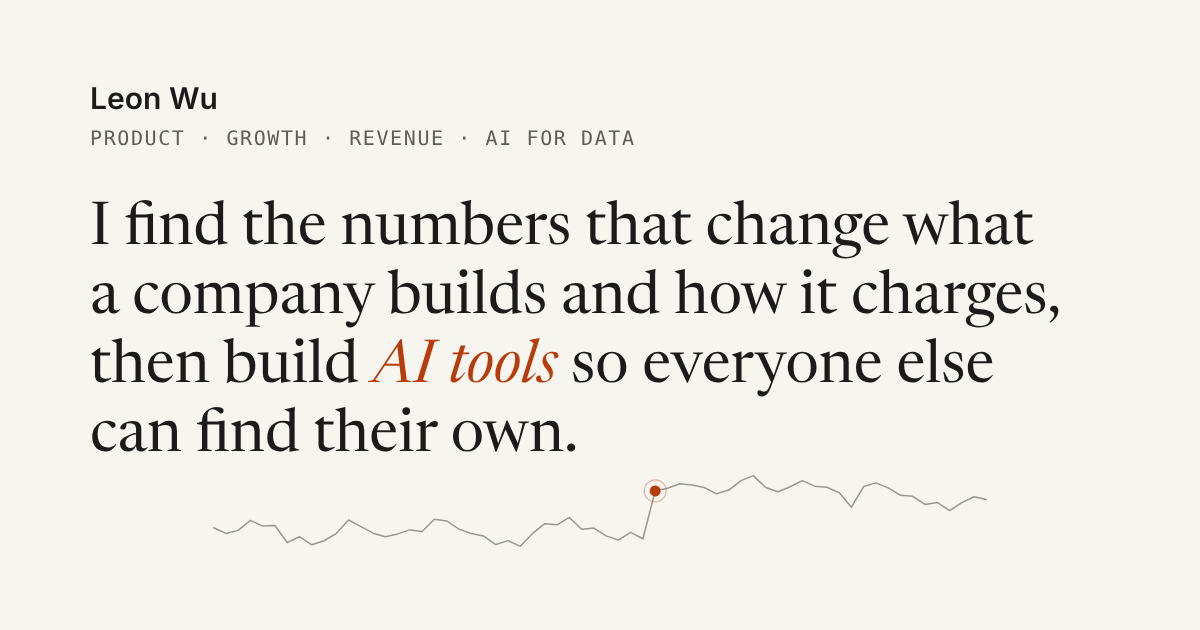 Leon Wu
PRODUCT · GROWTH · REVENUE · AI FOR DATA
I find the numbers that change what
a company builds and how it charges,
then build AI tools so everyone else
can find their own.